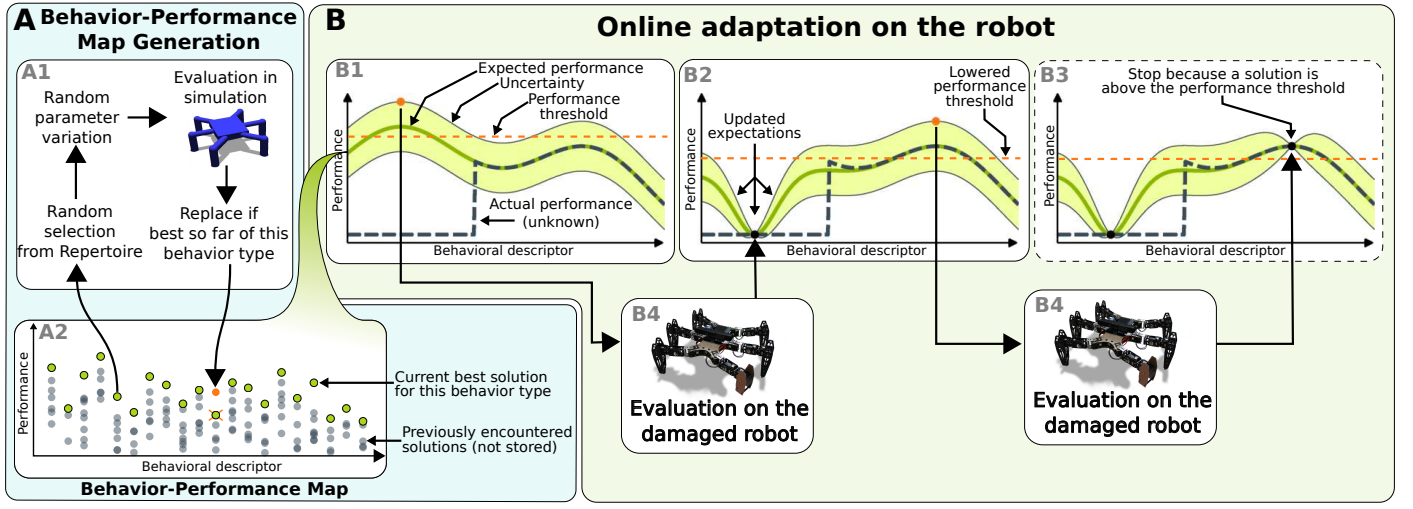 A
Behavior-Performance
Map Generation
A1
Random
parameter
variation
Evaluation in
simulation
Random
selection
from Repertoire
Replace if
best so far of this
behavior type
A2
Performance
Behavioral descriptor
Current best solution
for this behavior type
Previously encountered
solutions (not stored)
Behavior-Performance Map
B
Online adaptation on the robot
B1
Performance
Expected performance
Uncertainty
Performance
threshold
Actual performance
(unknown)
Behavioral descriptor
B2
Performance
Updated
expectations
Lowered
performance
threshold
Behavioral descriptor
B3
Performance
Stop because a solution is
above the performance threshold
Behavioral descriptor
B4
Evaluation on the
damaged robot
B4
Evaluation on the
damaged robot